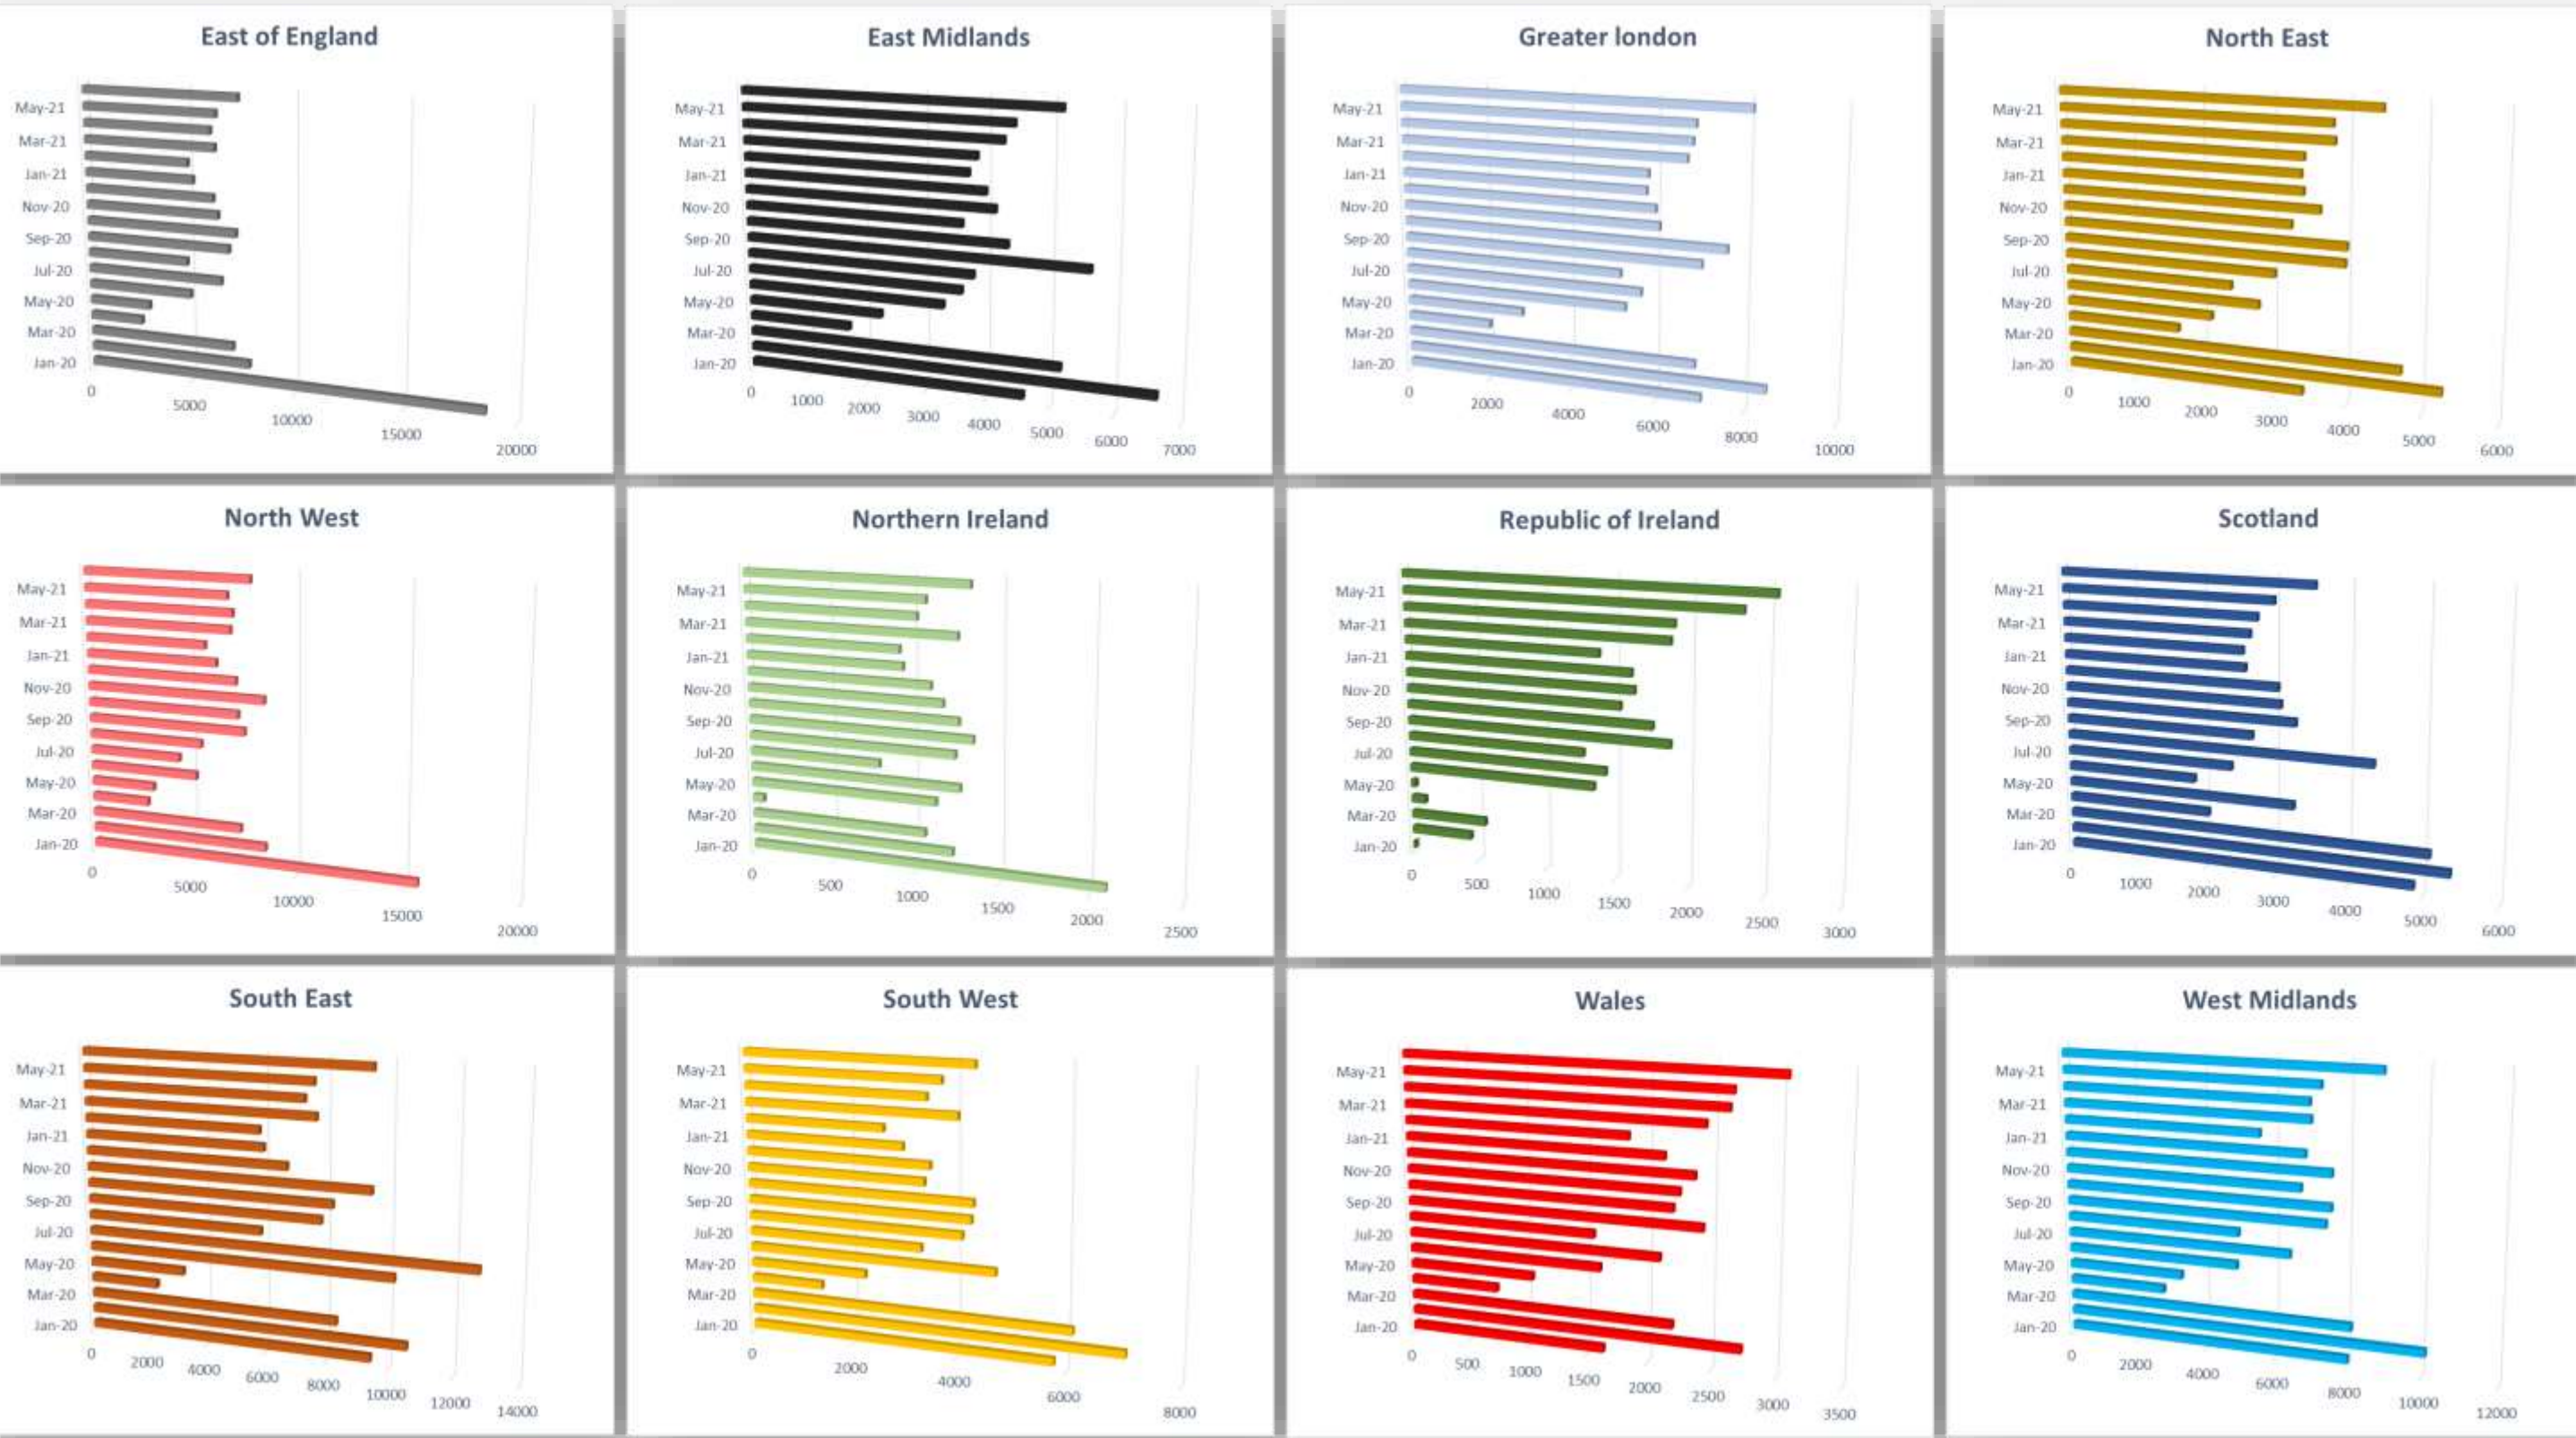 East of England
May-21
Mar-21
Jan-21
Nov-20
Sep-20
Jul-20
May-20
Mar-20
Jan-20
0
5000
10000
15000
20000
East Midlands
May-21
Mar-21
Jan-21
Nov-20
Sep-20
Jul-20
May-20
Mar-20
Jan-20
0
1000
2000
3000
4000
5000
6000
7000
Greater london
May-21
Mar-21
Jan-21
Nov-20
Sep-20
Jul-20
May-20
Mar-20
Jan-20
0
2000
4000
6000
8000
10000
North East
May-21
Mar-21
Jan-21
Nov-20
Sep-20
Jul-20
May-20
Mar-20
Jan-20
0
1000
2000
3000
4000
5000
6000
North West
May-21
Mar-21
Jan-21
Nov-20
Sep-20
Jul-20
May-20
Mar-20
Jan-20
0
5000
10000
15000
20000
Northern Ireland
May-21
Mar-21
Jan-21
Nov-20
Sep-20
Jul-20
May-20
Mar-20
Jan-20
0
500
1000
1500
2000
2500
Republic of Ireland
May-21
Mar-21
Jan-21
Nov-20
Sep-20
Jul-20
May-20
Mar-20
Jan-20
0
500
1000
1500
2000
2500
3000
Scotland
May-21
Mar-21
Jan-21
Nov-20
Sep-20
Jul-20
May-20
Mar-20
Jan-20
0
1000
2000
3000
4000
5000
6000
South East
May-21
Mar-21
Jan-21
Nov-20
Sep-20
Jul-20
May-20
Mar-20
Jan-20
0
2000
4000
6000
8000
10000
12000
14000
South West
May-21
Mar-21
Jan-21
Nov-20
Sep-20
Jul-20
May-20
Mar-20
Jan-20
0
2000
4000
6000
8000
Wales
May-21
Mar-21
Jan-21
Nov-20
Sep-20
Jul-20
May-20
Mar-20
Jan-20
0
500
1000
1500
2000
2500
3000
3500
West Midlands
May-21
Mar-21
Jan-21
Nov-20
Sep-20
Jul-20
May-20
Mar-20
Jan-20
0
2000
4000
6000
8000
10000
12000